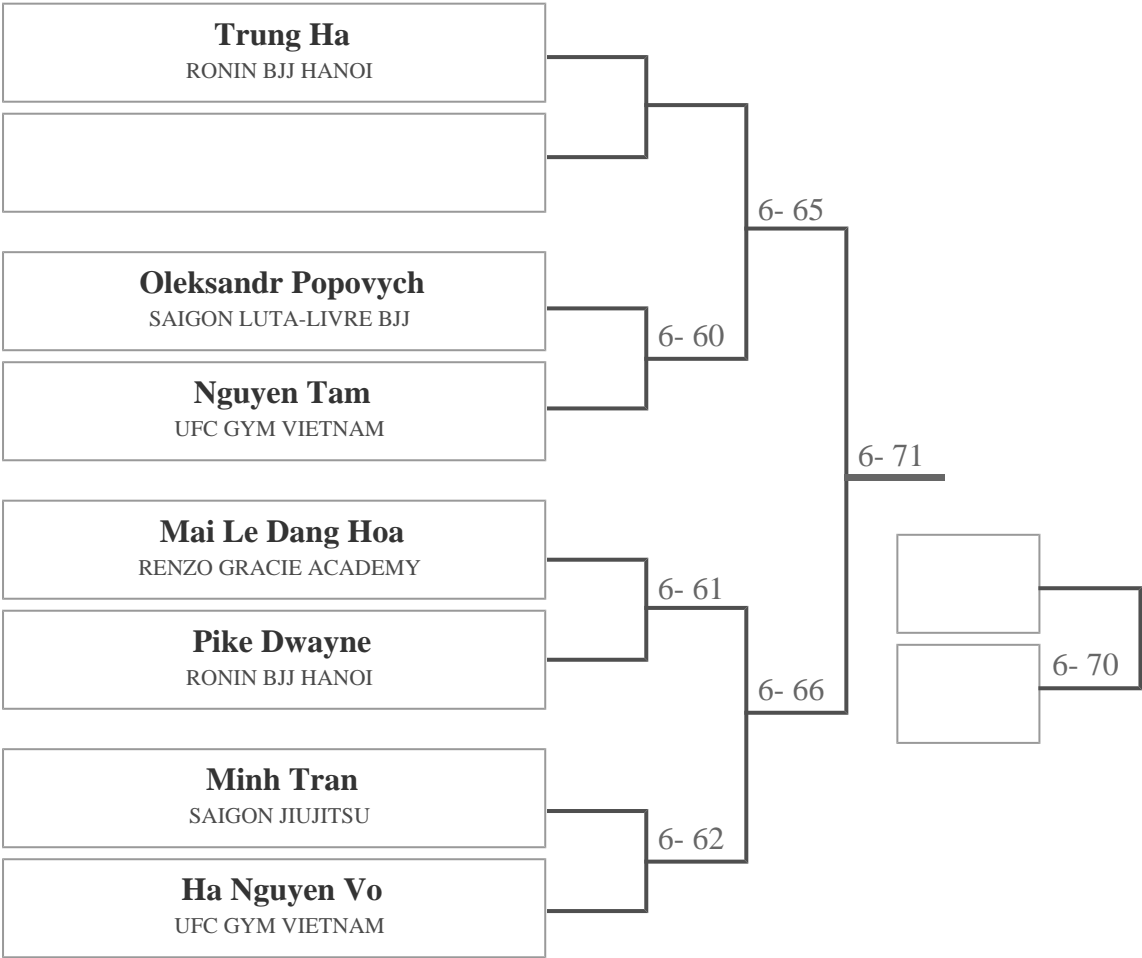 Trung Ha
RONIN BJJ HANOI
6- 65
Oleksandr Popovych
SAIGON LUTA-LIVRE BJJ
6- 60
Nguyen Tam
UFC GYM VIETNAM
6- 71
Mai Le Dang Hoa
RENZO GRACIE ACADEMY
6- 61
Pike Dwayne
RONIN BJJ HANOI
6- 70
6- 66
Minh Tran
SAIGON JIUJITSU
6- 62
Ha Nguyen Vo
UFC GYM VIETNAM